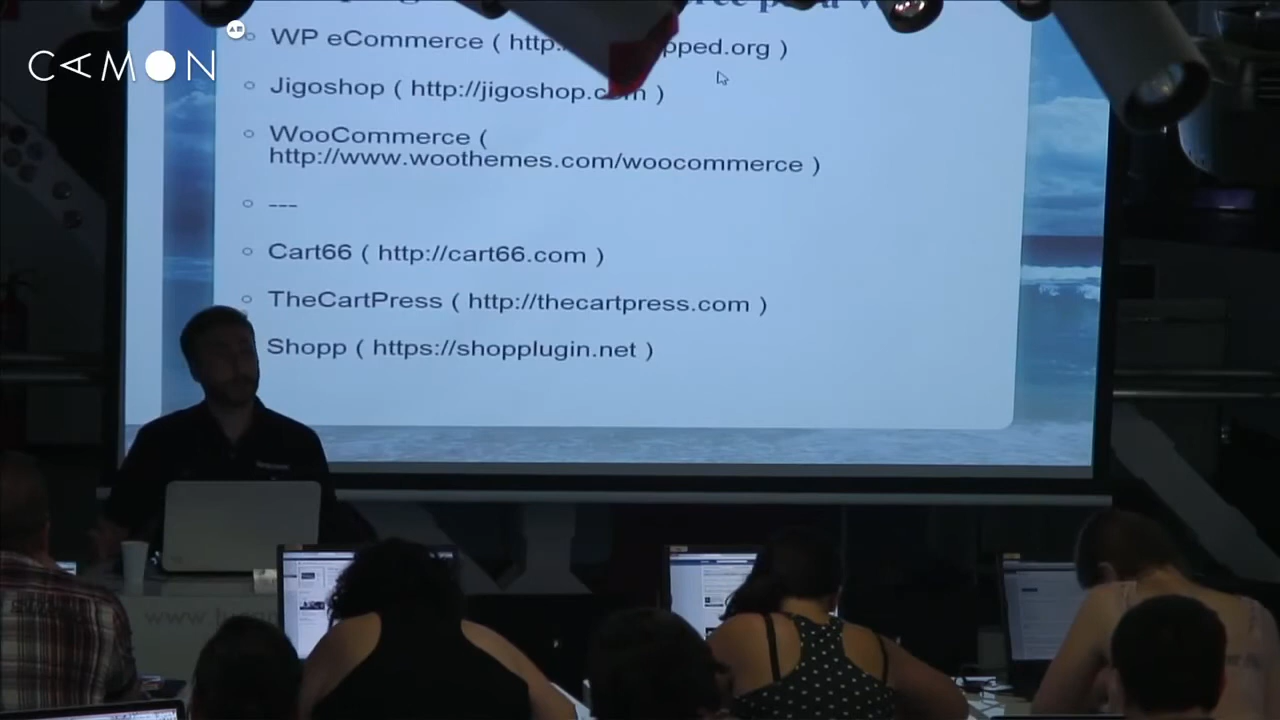 CAMON
WP eCommerce ( http. pped.org )
Jigoshop ( http://jigoshop.com )
WooCommerce (
http://www.woothemes.com/woocommerce )
---
Cart66 ( http://cart66.com )
TheCartPress ( http://thecartpress.com )
Shopp ( https://shopplugin.net )